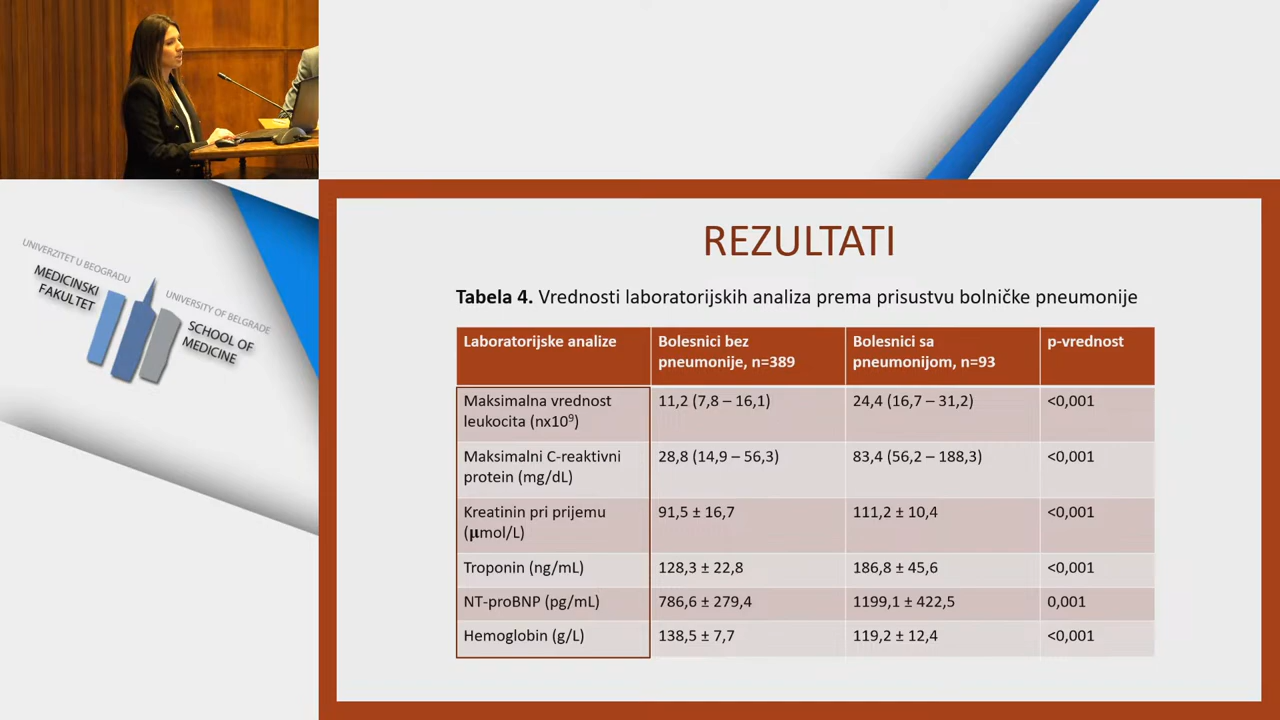 UNIVERZITET U BEOGRADU
MEDICINSKI
FAKULTET
UNIVERSITY OF BELGRADE
SCHOOL OF
MEDICINE
REZULTATI
Tabela 4. Vrednosti laboratorijskih analiza prema prisustvu bolničke pneumonije
Laboratorijske analize
Bolesnici bez
pneumonije, n=389
Bolesnici sa
pneumonijom, n=93
p-vrednost
Maksimalna vrednost
leukocita (nx10⁹)
11,2 (7,8 – 16,1)
24,4 (16,7 – 31,2)
<0,001
Maksimalni C-reaktivni
protein (mg/dL)
28,8 (14,9 – 56,3)
83,4 (56,2 – 188,3)
<0,001
Kreatinin pri prijemu
(μmol/L)
91,5 ± 16,7
111,2 ± 10,4
<0,001
Troponin (ng/mL)
128,3 ± 22,8
186,8 ± 45,6
<0,001
NT-proBNP (pg/mL)
786,6 ± 279,4
1199,1 ± 422,5
0,001
Hemoglobin (g/L)
138,5 ± 7,7
119,2 ± 12,4
<0,001